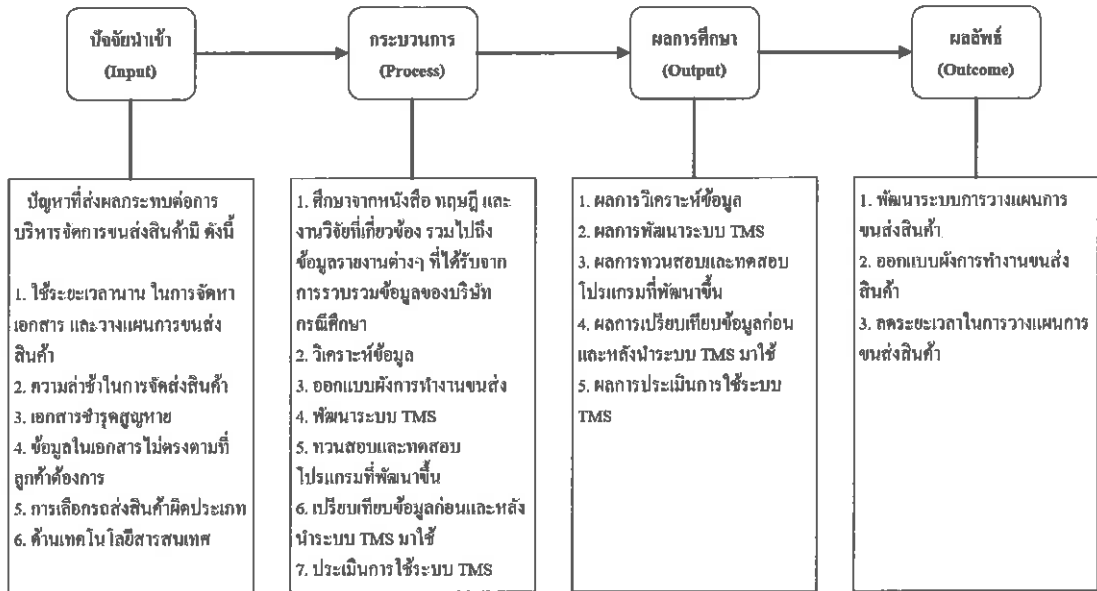 ปัจจัยนำเข้า
(Input)
กระบวนการ
(Process)
ผลการศึกษา
(Output)
ผลลัพธ์
(Outcome)
ปัญหาที่ส่งผลกระทบต่อการ
บริหารจัดการขนส่งสินค้ามี ดังนี้
1. ใช้ระยะเวลานาน ในการจัดหา
เอกสาร และวางแผนการขนส่ง
สินค้า
2. ความล่าช้าในการจัดส่งสินค้า
3. เอกสารชำรุดสูญหาย
4. ข้อมูลในเอกสารไม่ตรงตามที่
ลูกค้าต้องการ
5. การเลือกรถส่งสินค้าผิดประเภท
6. ด้านเทคโนโลยีสารสนเทศ
1. ศึกษาจากหนังสือ ทฤษฎี และ
งานวิจัยที่เกี่ยวข้อง รวมไปถึง
ข้อมูลรายงานต่างๆ ที่ได้รับจาก
การรวบรวมข้อมูลของบริษัท
กรณีศึกษา
2. วิเคราะห์ข้อมูล
3. ออกแบบผังการทำงานขนส่ง
4. พัฒนาระบบ TMS
5. ทวนสอบและทดสอบ
โปรแกรมที่พัฒนาขึ้น
6. เปรียบเทียบข้อมูลก่อนและหลัง
นำระบบ TMS มาใช้
7. ประเมินการใช้ระบบ TMS
1. ผลการวิเคราะห์ข้อมูล
2. ผลการพัฒนาระบบ TMS
3. ผลการทวนสอบและทดสอบ
โปรแกรมที่พัฒนาขึ้น
4. ผลการเปรียบเทียบข้อมูลก่อน
และหลังนำระบบ TMS มาใช้
5. ผลการประเมินการใช้ระบบ
TMS
1. พัฒนาระบบการวางแผนการ
ขนส่งสินค้า
2. ออกแบบผังการทำงานขนส่ง
สินค้า
3. ลดระยะเวลาในการวางแผนการ
ขนส่งสินค้า